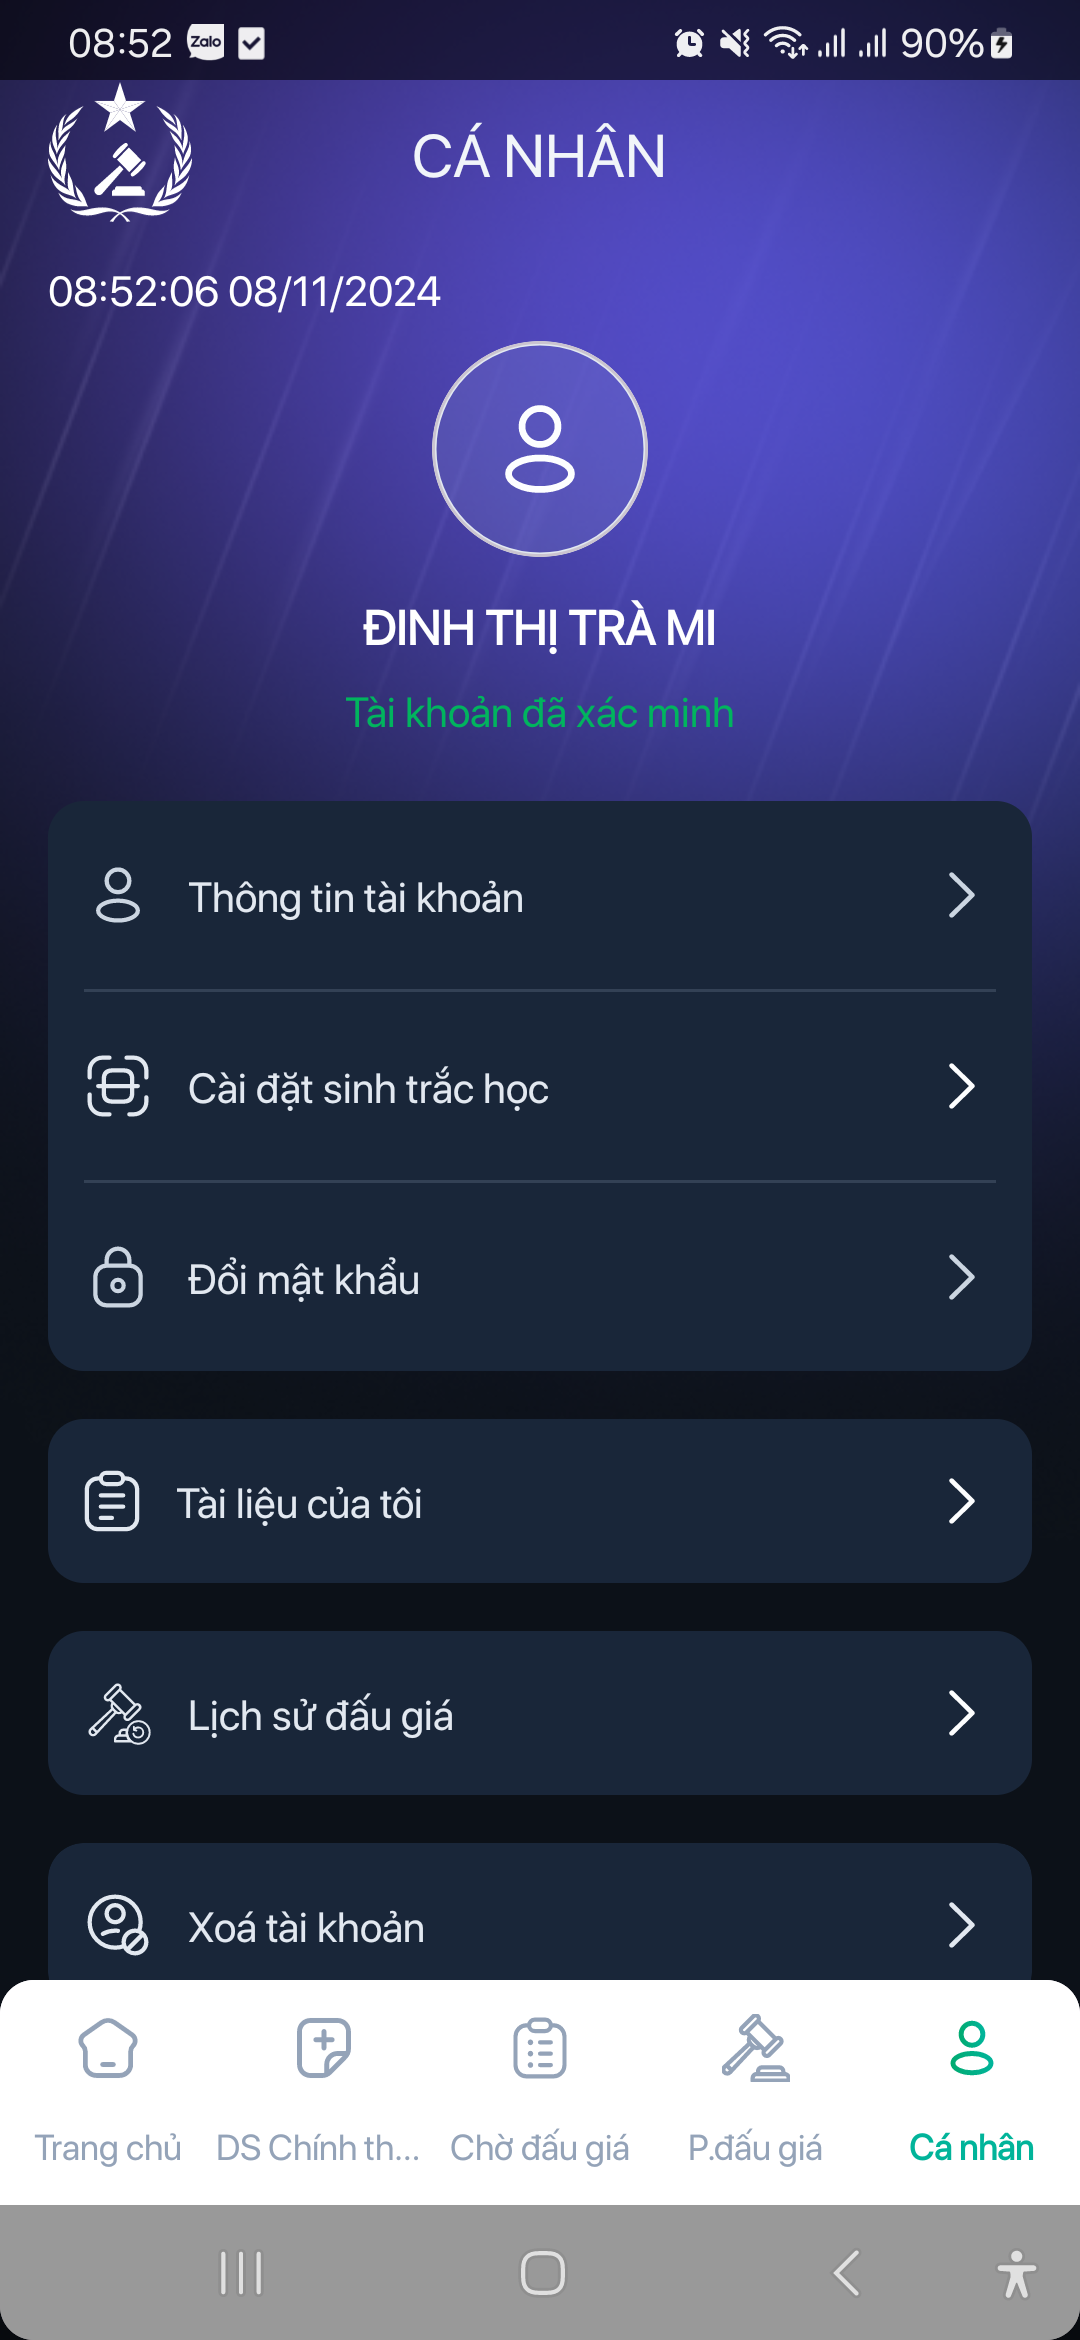 08:52 Zalo 90%
CÁ NHÂN
08:52:06 08/11/2024
ĐINH THỊ TRÀ MI
Tài khoản đã xác minh
Thông tin tài khoản
Cài đặt sinh trắc học
Đổi mật khẩu
Tài liệu của tôi
Lịch sử đấu giá
Xoá tài khoản
Trang chủ DS Chính th... Chờ đấu giá P.đấu giá Cá nhân